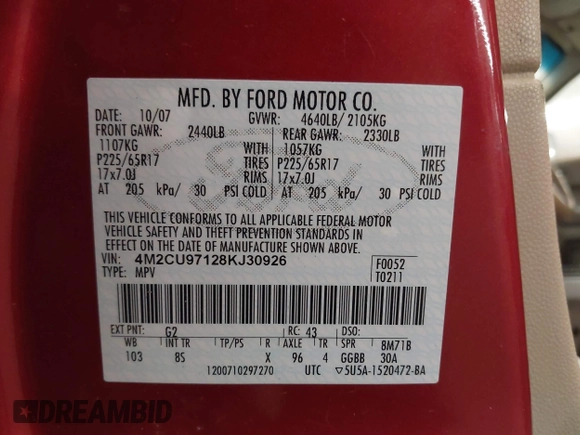 MFD. BY FORD MOTOR CO.
DATE: 10/07 GVWR: 4640LB/ 2105KG
FRONT GAWR: 2440LB REAR GAWR: 2330LB
1107KG 1057KG
P225/65R17 TIRES P225/65R17 TIRES
17x7.0J RIMS 17x7.0J RIMS
AT 205 kPa/ 30 PSI COLD AT 205 kPa/ 30 PSI COLD
THIS VEHICLE CONFORMS TO ALL APPLICABLE FEDERAL MOTOR
VEHICLE SAFETY AND THEFT PREVENTION STANDARDS IN
EFFECT ON THE DATE OF MANUFACTURE SHOWN ABOVE.
VIN: 4M2CU97128KJ30926 F0052
TYPE: MPV T0211
EXT PNT: G2 RC: 43 DSO:
WB INT TR TP/PS R AXLE TR SPR 8M71B
103 8S X 96 4 GGBB 30A
1200710297270 UTC ▽5U5A-1520472-BA
DREAMBID